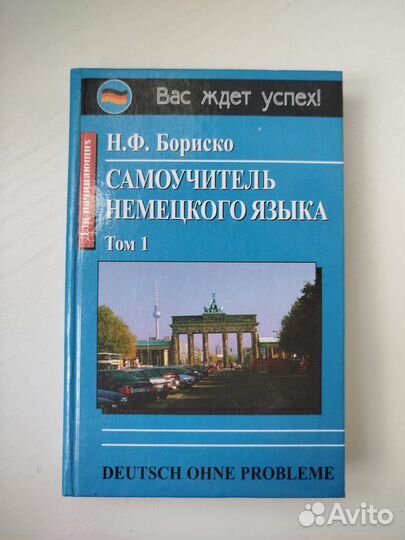 Вас ждет успех!
Для начинающих
Н.Ф. Бориско
САМОУЧИТЕЛЬ
НЕМЕЦКОГО ЯЗЫКА
Том 1
DEUTSCH OHNE PROBLEME
Avito